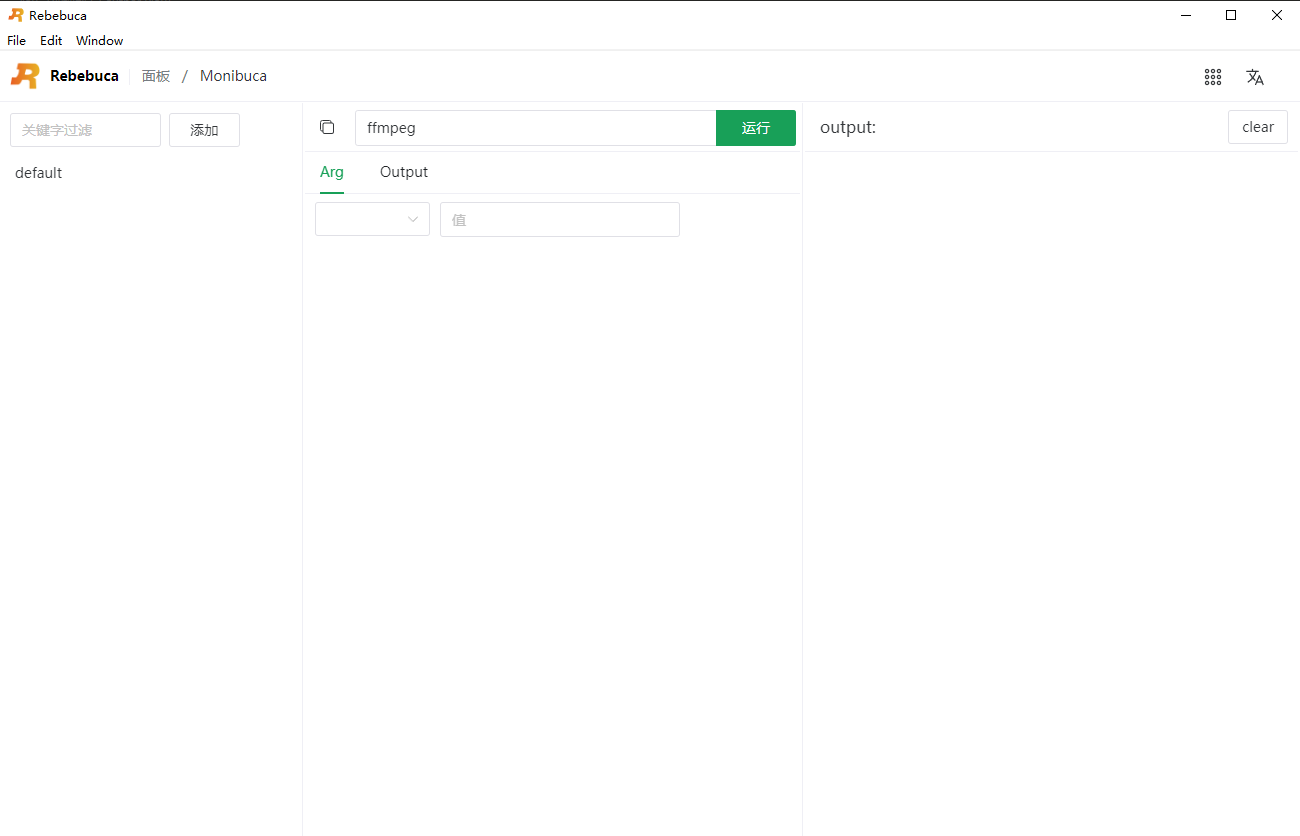 Rebebuca
File Edit Window
Rebebuca 面板 / Monibuca
关键字过滤 添加 ffmpeg 运行 output: clear
default Arg Output
值